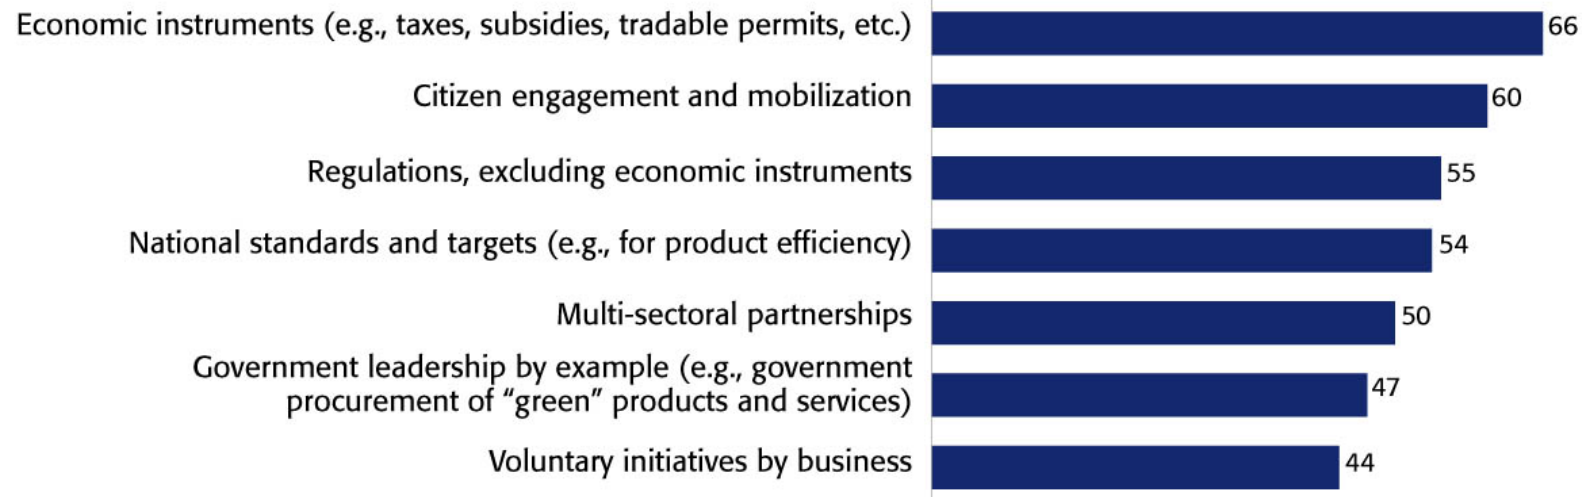 Economic instruments (e.g., taxes, subsidies, tradable permits, etc.) 66
Citizen engagement and mobilization 60
Regulations, excluding economic instruments 55
National standards and targets (e.g., for product efficiency) 54
Multi-sectoral partnerships 50
Government leadership by example (e.g., government
procurement of “green” products and services) 47
Voluntary initiatives by business 44